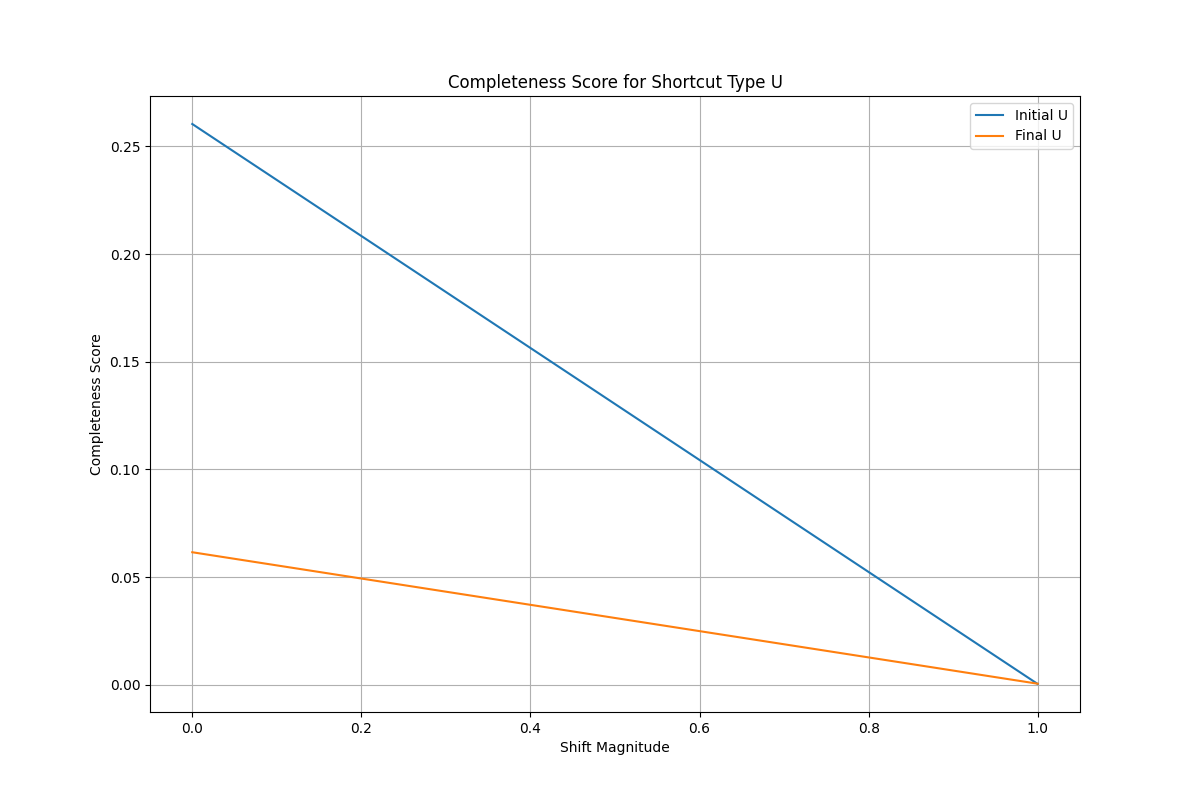 Completeness Score for Shortcut Type U
Initial U
Final U
0.25
0.20
0.15
0.10
0.05
0.00
Completeness Score
0.0
0.2
0.4
0.6
0.8
1.0
Shift Magnitude